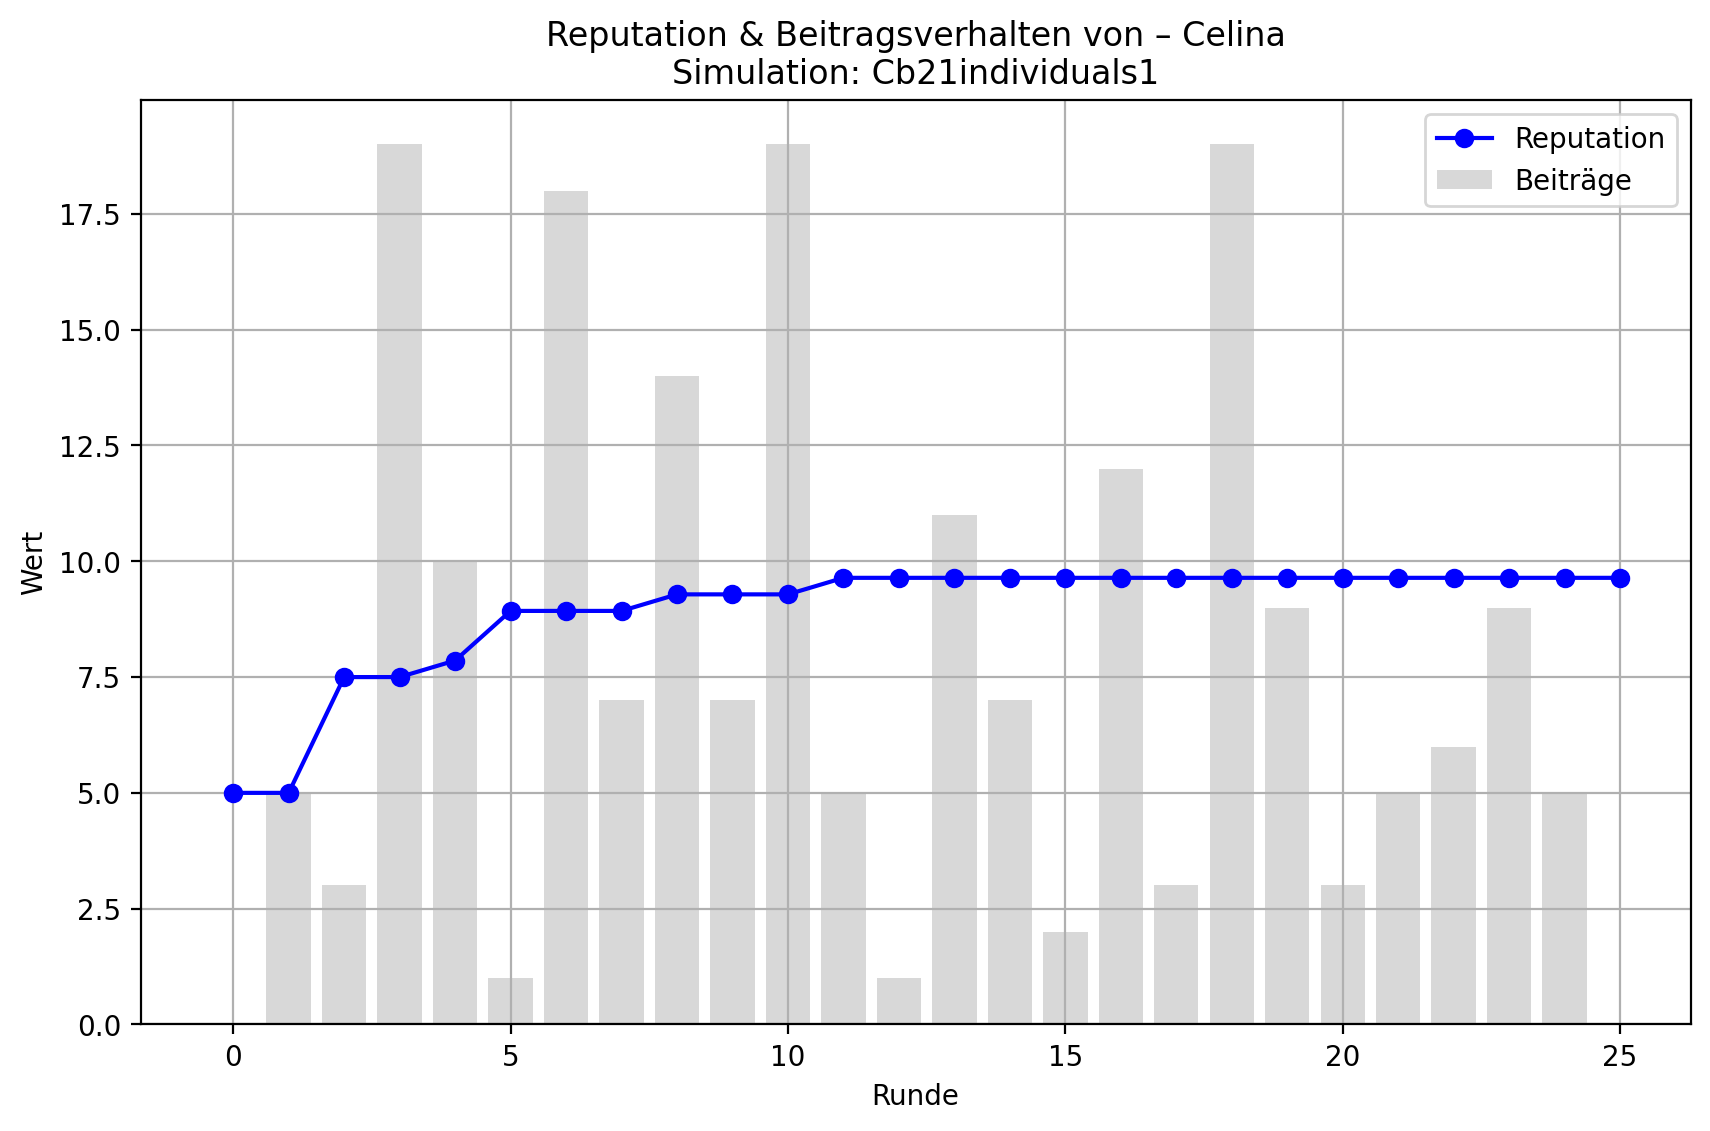 Reputation & Beitragsverhalten von – Celina
Simulation: Cb21individuals1
Reputation
Beiträge
17.5
15.0
12.5
10.0
7.5
5.0
2.5
0.0
Wert
0 5 10 15 20 25
Runde